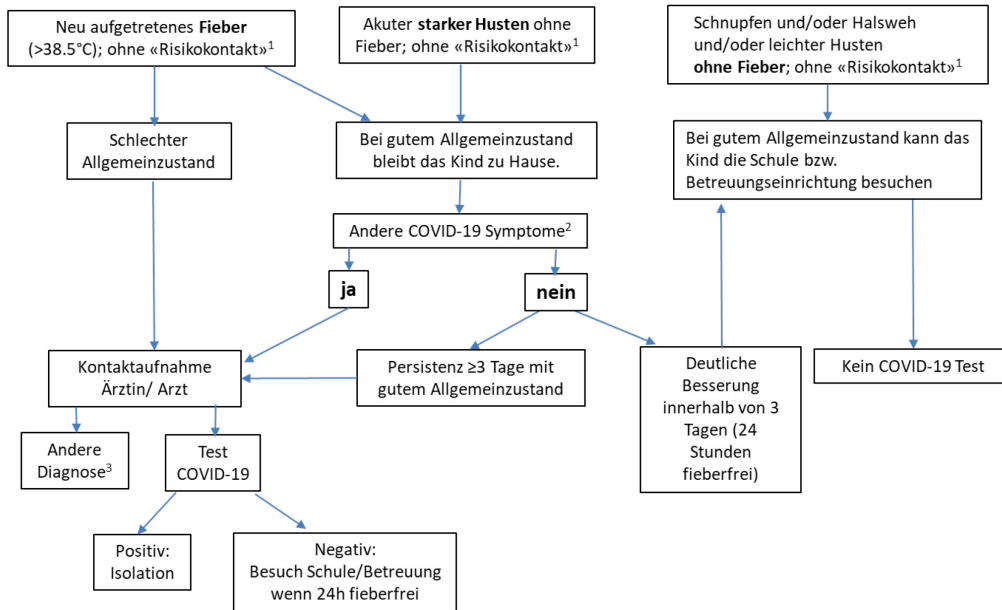 Neu aufgetretenes Fieber
(>38.5°C); ohne «Risikokontakt»¹
Akuter starker Husten ohne
Fieber; ohne «Risikokontakt»¹
Schnupfen und/oder Halsweh
und/oder leichter Husten
ohne Fieber; ohne «Risikokontakt»¹
Schlechter
Allgemeinzustand
Bei gutem Allgemeinzustand
bleibt das Kind zu Hause.
Bei gutem Allgemeinzustand kann das
Kind die Schule bzw.
Betreuungseinrichtung besuchen
Andere COVID-19 Symptome²
ja
nein
Kontaktaufnahme
Ärztin/ Arzt
Persistenz ≥3 Tage mit
gutem Allgemeinzustand
Deutliche
Besserung
innerhalb von 3
Tagen (24
Stunden
fieberfrei)
Kein COVID-19 Test
Andere
Diagnose³
Test
COVID-19
Positiv:
Isolation
Negativ:
Besuch Schule/Betreuung
wenn 24h fieberfrei